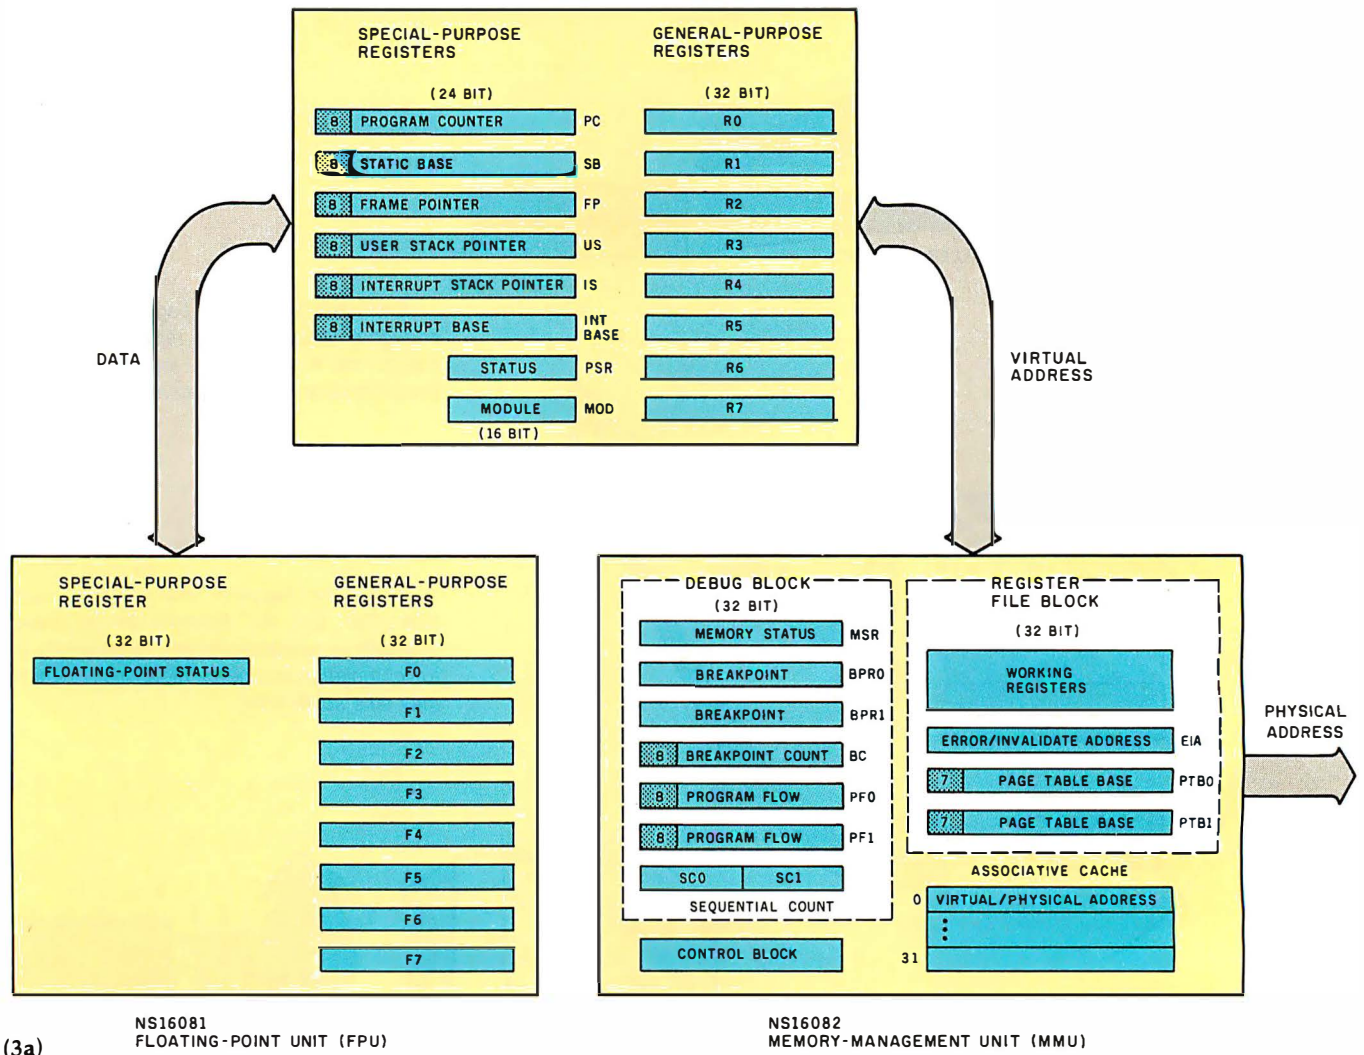 SPECIAL-PURPOSE
REGISTERS
(24 BIT)
8 PROGRAM COUNTER PC
8 STATIC BASE SB
8 FRAME POINTER FP
8 USER STACK POINTER US
8 INTERRUPT STACK POINTER IS
8 INTERRUPT BASE INT
BASE
STATUS PSR
MODULE MOD
(16 BIT)
GENERAL-PURPOSE
REGISTERS
(32 BIT)
R0
R1
R2
R3
R4
R5
R6
R7
DATA
VIRTUAL
ADDRESS
SPECIAL-PURPOSE
REGISTER
(32 BIT)
FLOATING-POINT STATUS
GENERAL-PURPOSE
REGISTERS
(32 BIT)
F0
F1
F2
F3
F4
F5
F6
F7
DEBUG BLOCK
(32 BIT)
MEMORY STATUS MSR
BREAKPOINT BPR0
BREAKPOINT BPR1
8 BREAKPOINT COUNT BC
8 PROGRAM FLOW PF0
8 PROGRAM FLOW PF1
SC0 SC1
SEQUENTIAL COUNT
CONTROL BLOCK
REGISTER
FILE BLOCK
(32 BIT)
WORKING
REGISTERS
ERROR/INVALIDATE ADDRESS EIA
7 PAGE TABLE BASE PTB0
7 PAGE TABLE BASE PTB1
ASSOCIATIVE CACHE
0 VIRTUAL/PHYSICAL ADDRESS
31
PHYSICAL
ADDRESS
NS16081
FLOATING-POINT UNIT (FPU)
NS16082
MEMORY-MANAGEMENT UNIT (MMU)
(3a)